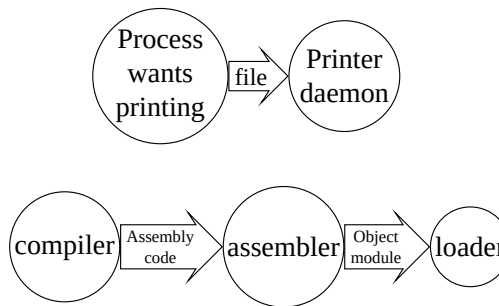 Process
wants
printing
file
Printer
daemon
compiler
Assembly
code
assembler
Object
module
loader